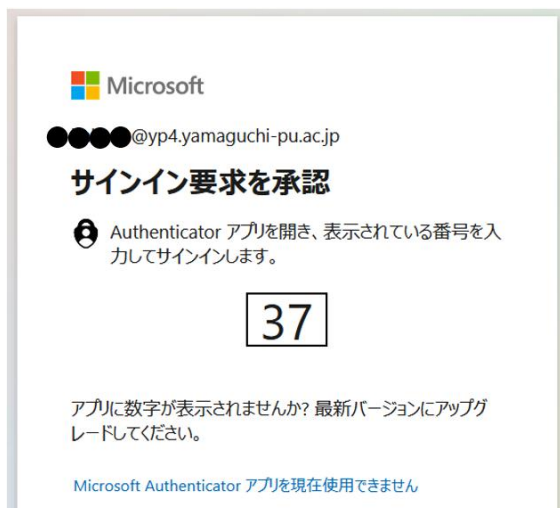 Microsoft
@yp4.yamaguchi-pu.ac.jp
サインイン要求を承認
Authenticator アプリを開き、表示されている番号を入
力してサインインします。
37
アプリに数字が表示されませんか? 最新バージョンにアップグ
レードしてください。
Microsoft Authenticator アプリを現在使用できません